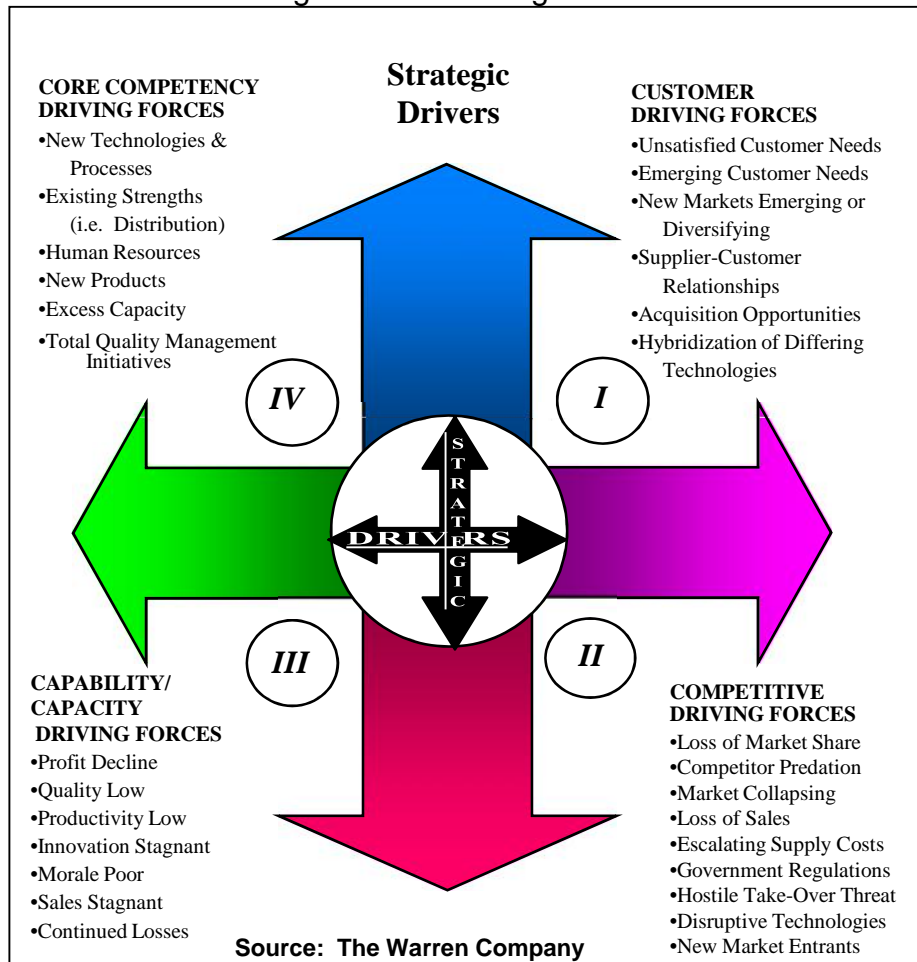 Strategic
Drivers
CORE COMPETENCY
DRIVING FORCES
•New Technologies &
Processes
•Existing Strengths
(i.e. Distribution)
•Human Resources
•New Products
•Excess Capacity
•Total Quality Management
Initiatives
CUSTOMER
DRIVING FORCES
•Unsatisfied Customer Needs
•Emerging Customer Needs
•New Markets Emerging or
Diversifying
•Supplier-Customer
Relationships
•Acquisition Opportunities
•Hybridization of Differing
Technologies
IV
I
STRATEGIC
DRIVERS
III
II
CAPABILITY/
CAPACITY
DRIVING FORCES
•Profit Decline
•Quality Low
•Productivity Low
•Innovation Stagnant
•Morale Poor
•Sales Stagnant
•Continued Losses
COMPETITIVE
DRIVING FORCES
•Loss of Market Share
•Competitor Predation
•Market Collapsing
•Loss of Sales
•Escalating Supply Costs
•Government Regulations
•Hostile Take-Over Threat
•Disruptive Technologies
•New Market Entrants
Source: The Warren Company